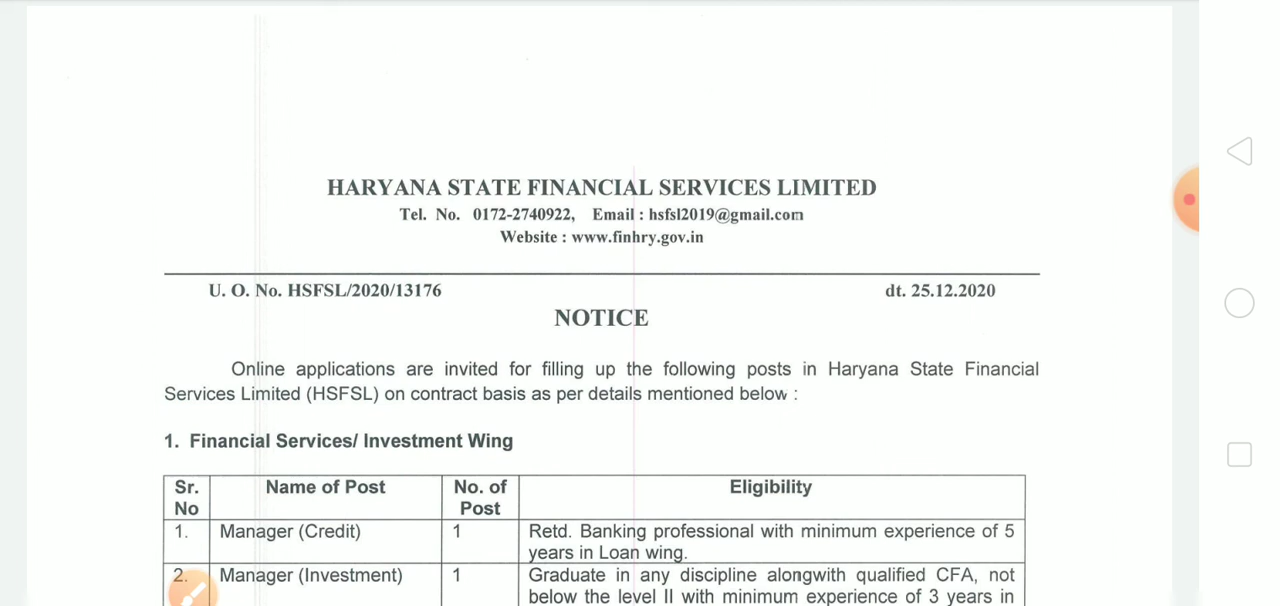 HARYANA STATE FINANCIAL SERVICES LIMITED
Tel. No. 0172-2740922, Email : hsfsl2019@gmail.com
Website : www.finhry.gov.in
U. O. No. HSFSL/2020/13176 dt. 25.12.2020
NOTICE
Online applications are invited for filling up the following posts in Haryana State Financial
Services Limited (HSFSL) on contract basis as per details mentioned below :
1. Financial Services/ Investment Wing
Sr. Name of Post No. of Eligibility
No Post
1. Manager (Credit) 1 Retd. Banking professional with minimum experience of 5
years in Loan wing.
2. Manager (Investment) 1 Graduate in any discipline alongwith qualified CFA, not
below the level II with minimum experience of 3 years in